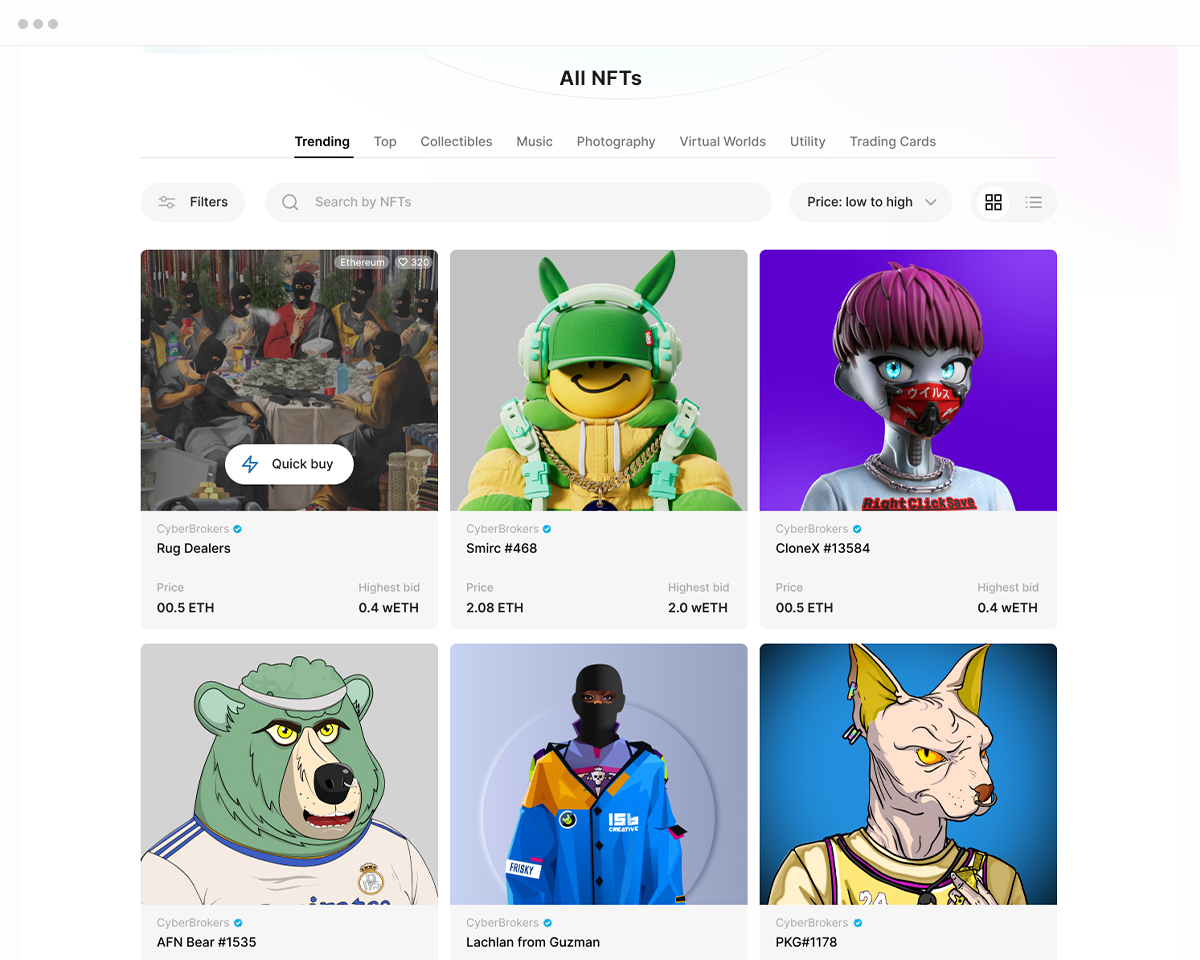 All NFTs
Trending Top Collectibles Music Photography Virtual Worlds Utility Trading Cards
Filters Search by NFTs Price: low to high
Ethereum 320
Quick buy
ウイルス
RightClickSave
CyberBrokers
Rug Dealers
Price Highest bid
00.5 ETH 0.4 wETH
CyberBrokers
Smirc #468
Price Highest bid
2.08 ETH 2.0 wETH
CyberBrokers
CloneX #13584
Price Highest bid
00.5 ETH 0.4 wETH
ISB
CREATIVE
FRISKY
24
CyberBrokers
AFN Bear #1535
CyberBrokers
Lachlan from Guzman
CyberBrokers
PKG#1178